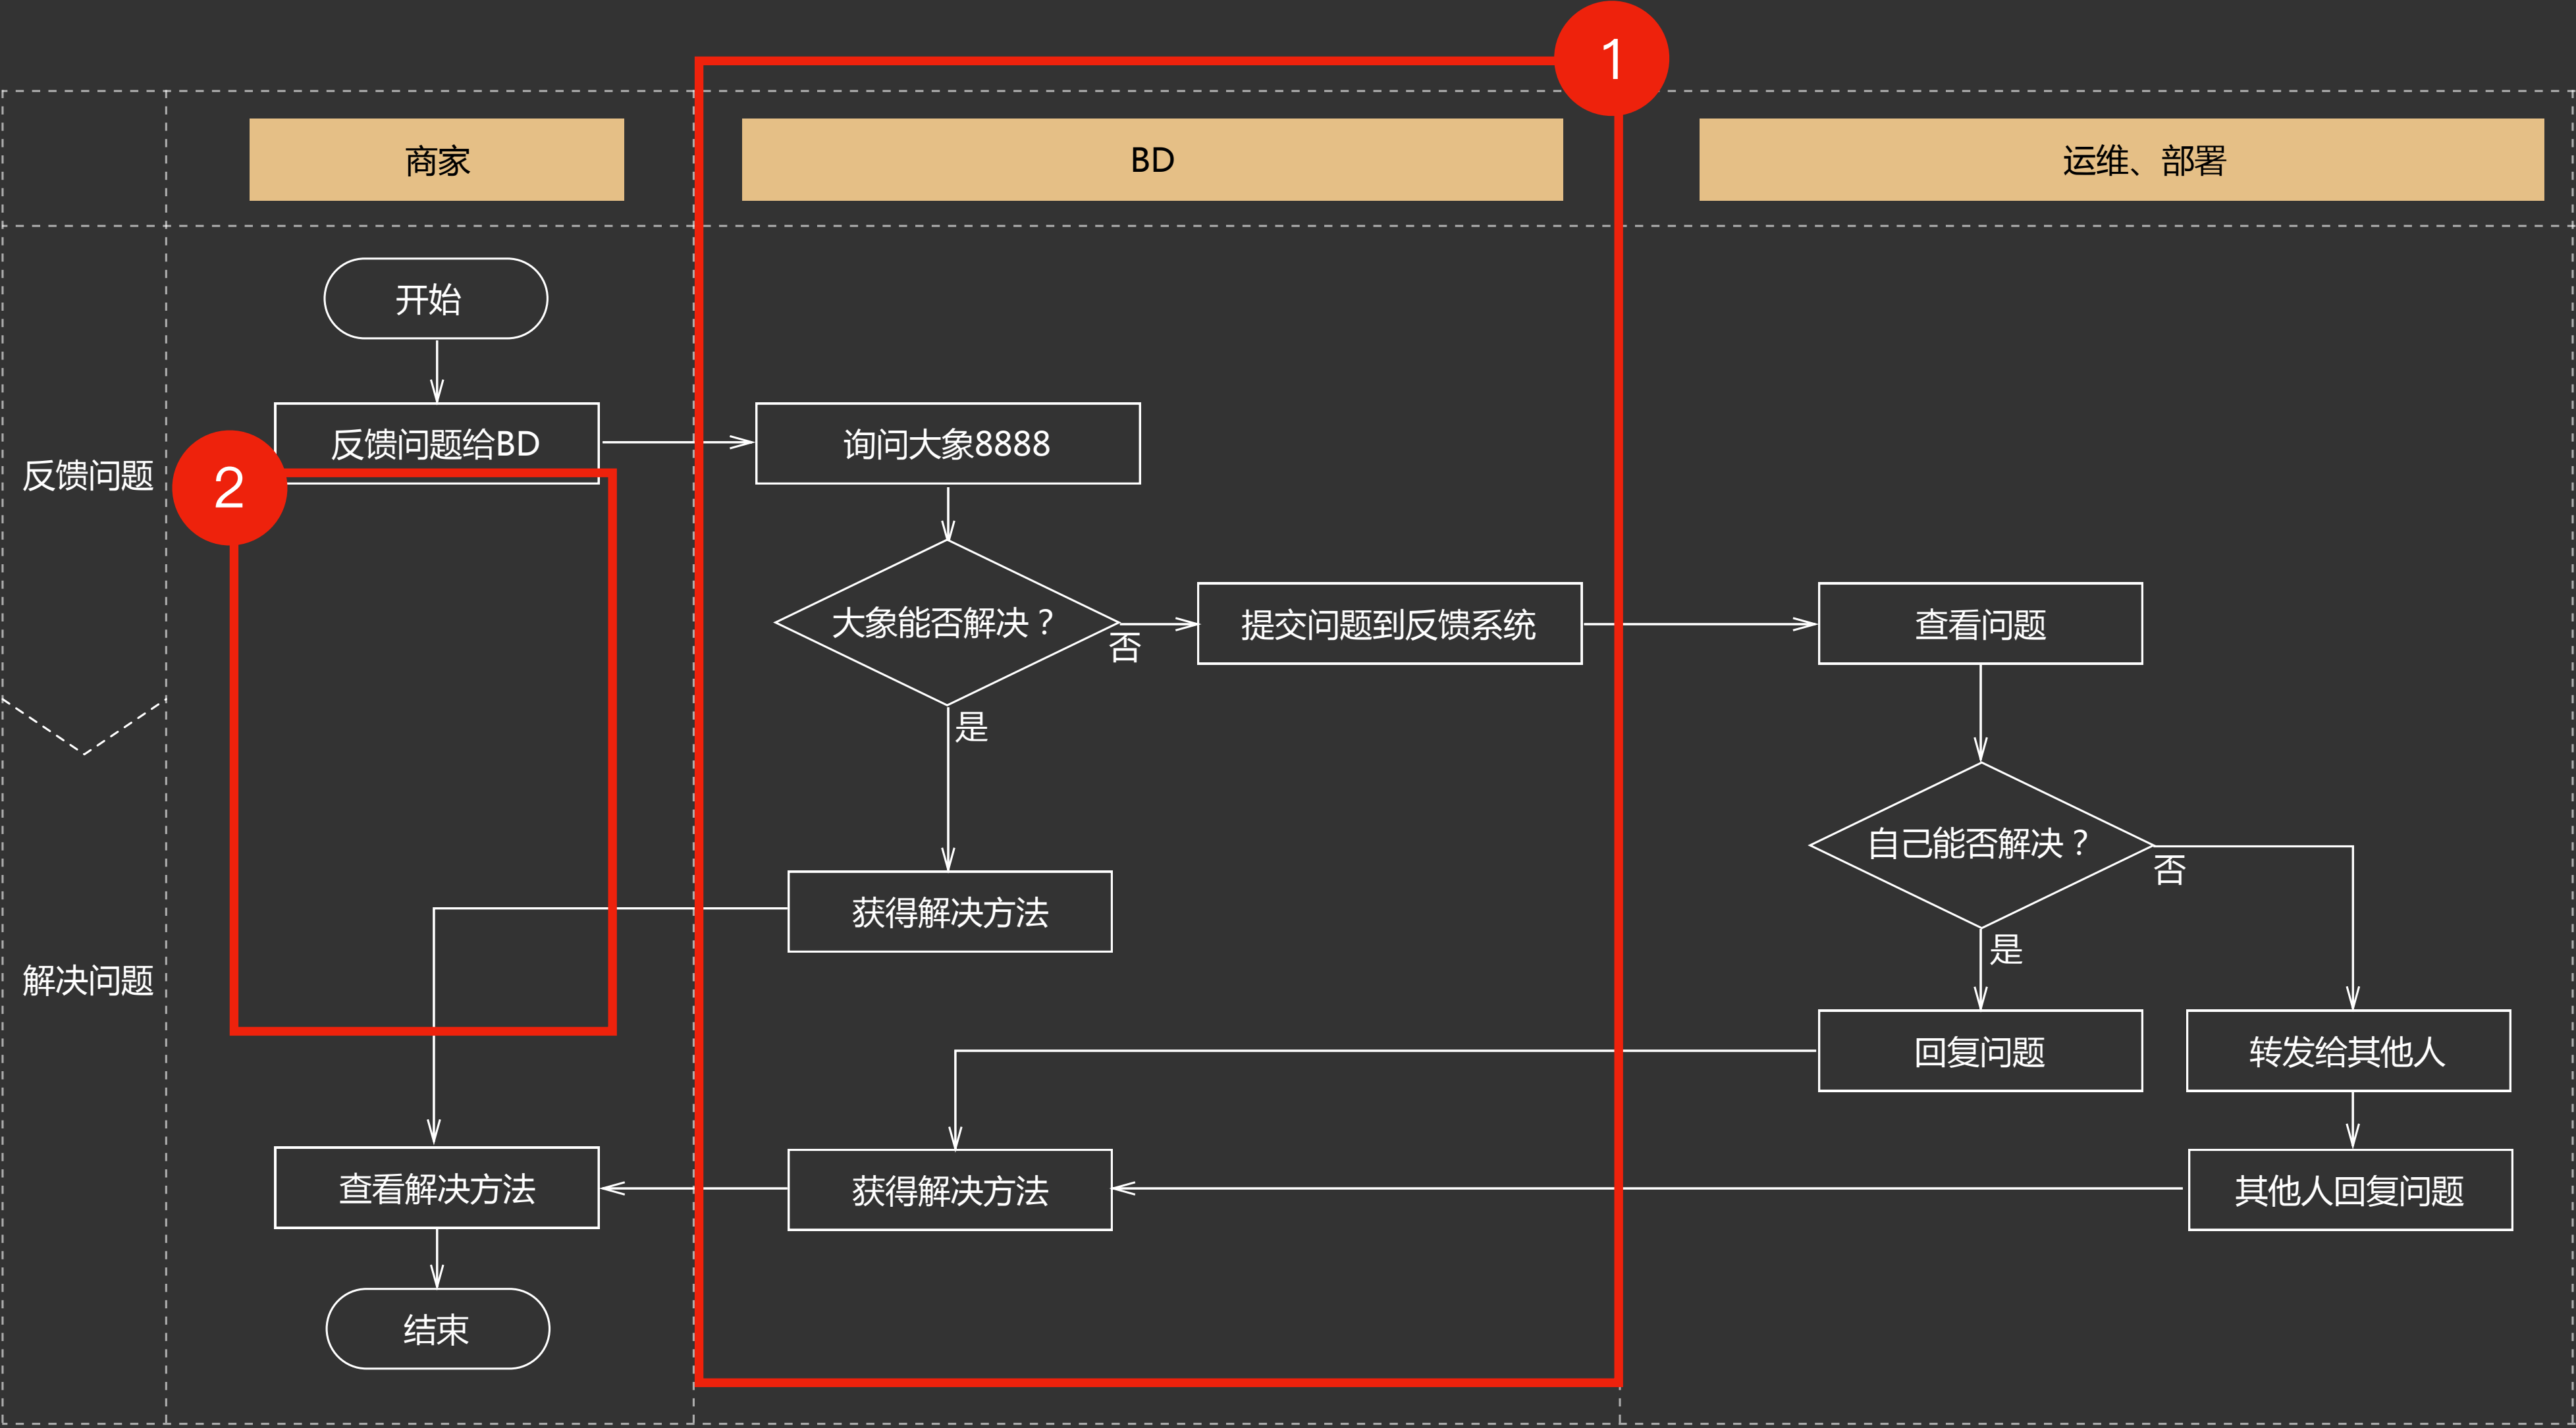 1
商家
BD
运维、部署
开始
反馈问题
反馈问题给BD
询问大象8888
2
大象能否解决？
否
提交问题到反馈系统
查看问题
是
自己能否解决？
否
获得解决方法
是
解决问题
回复问题
转发给其他人
查看解决方法
获得解决方法
其他人回复问题
结束